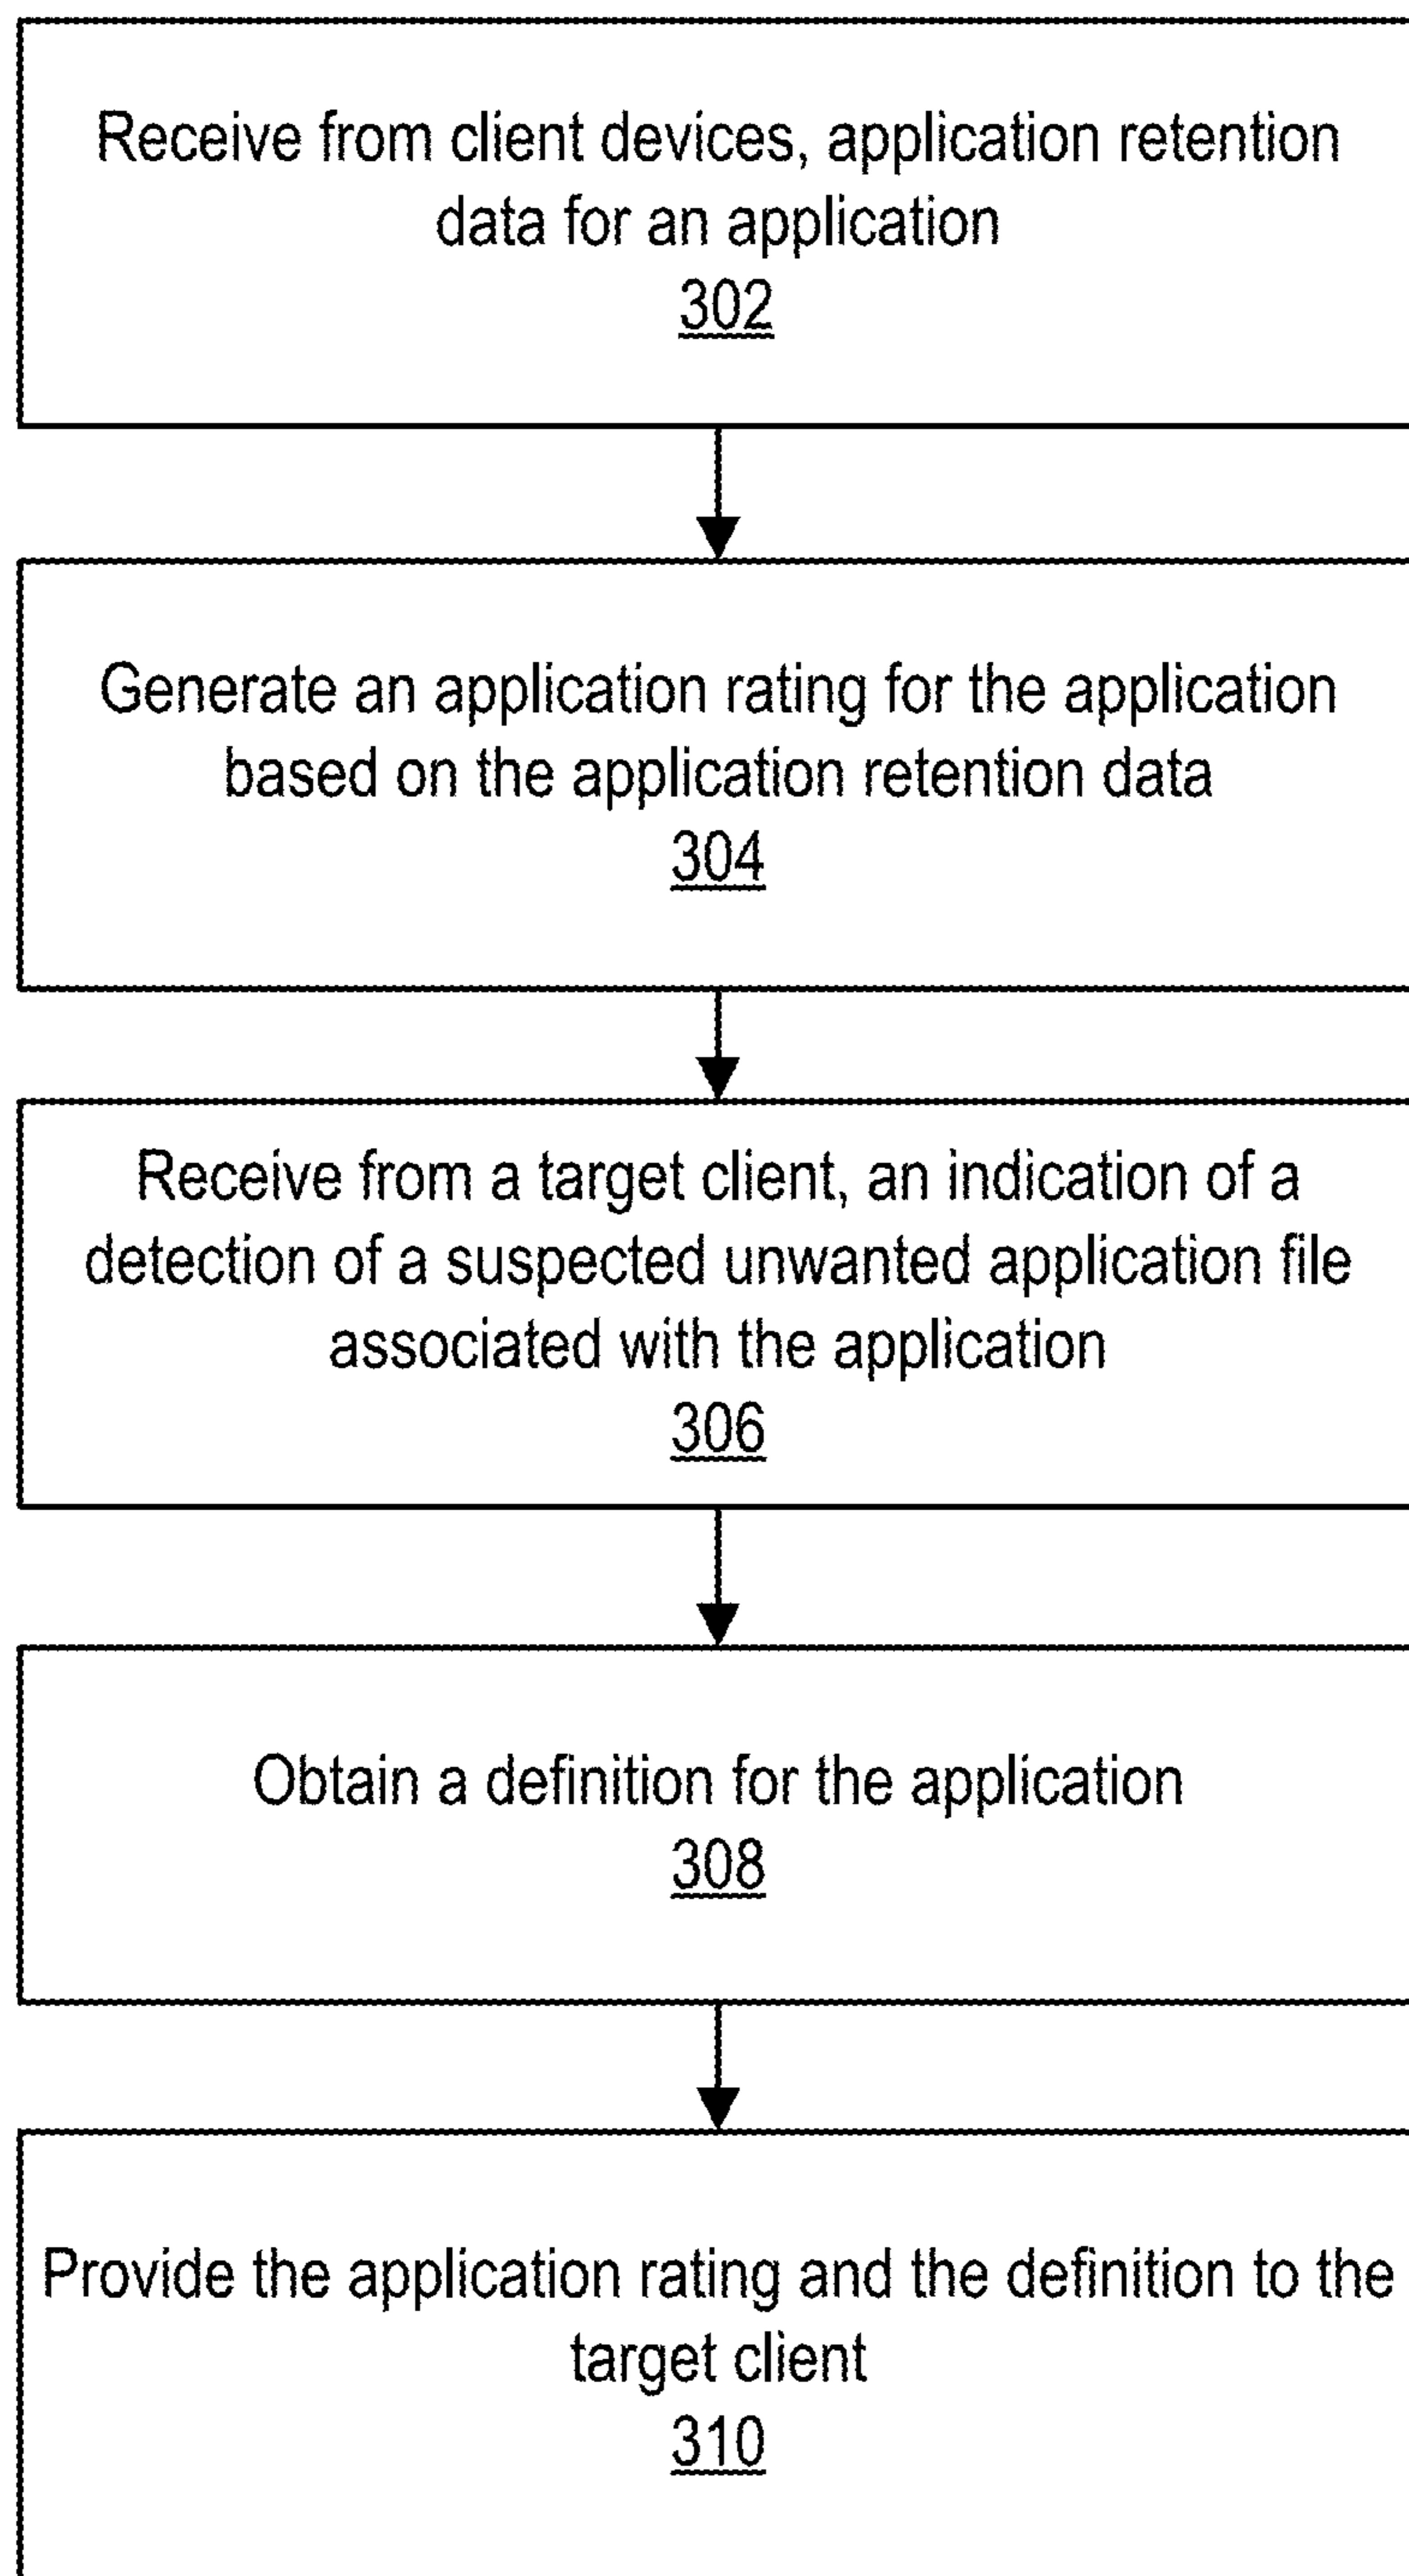 Receive from client devices, application retention
data for an application
302
Generate an application rating for the application
based on the application retention data
304
Receive from a target client, an indication of a
detection of a suspected unwanted application file
associated with the application
306
Obtain a definition for the application
308
Provide the application rating and the definition to the
target client
310